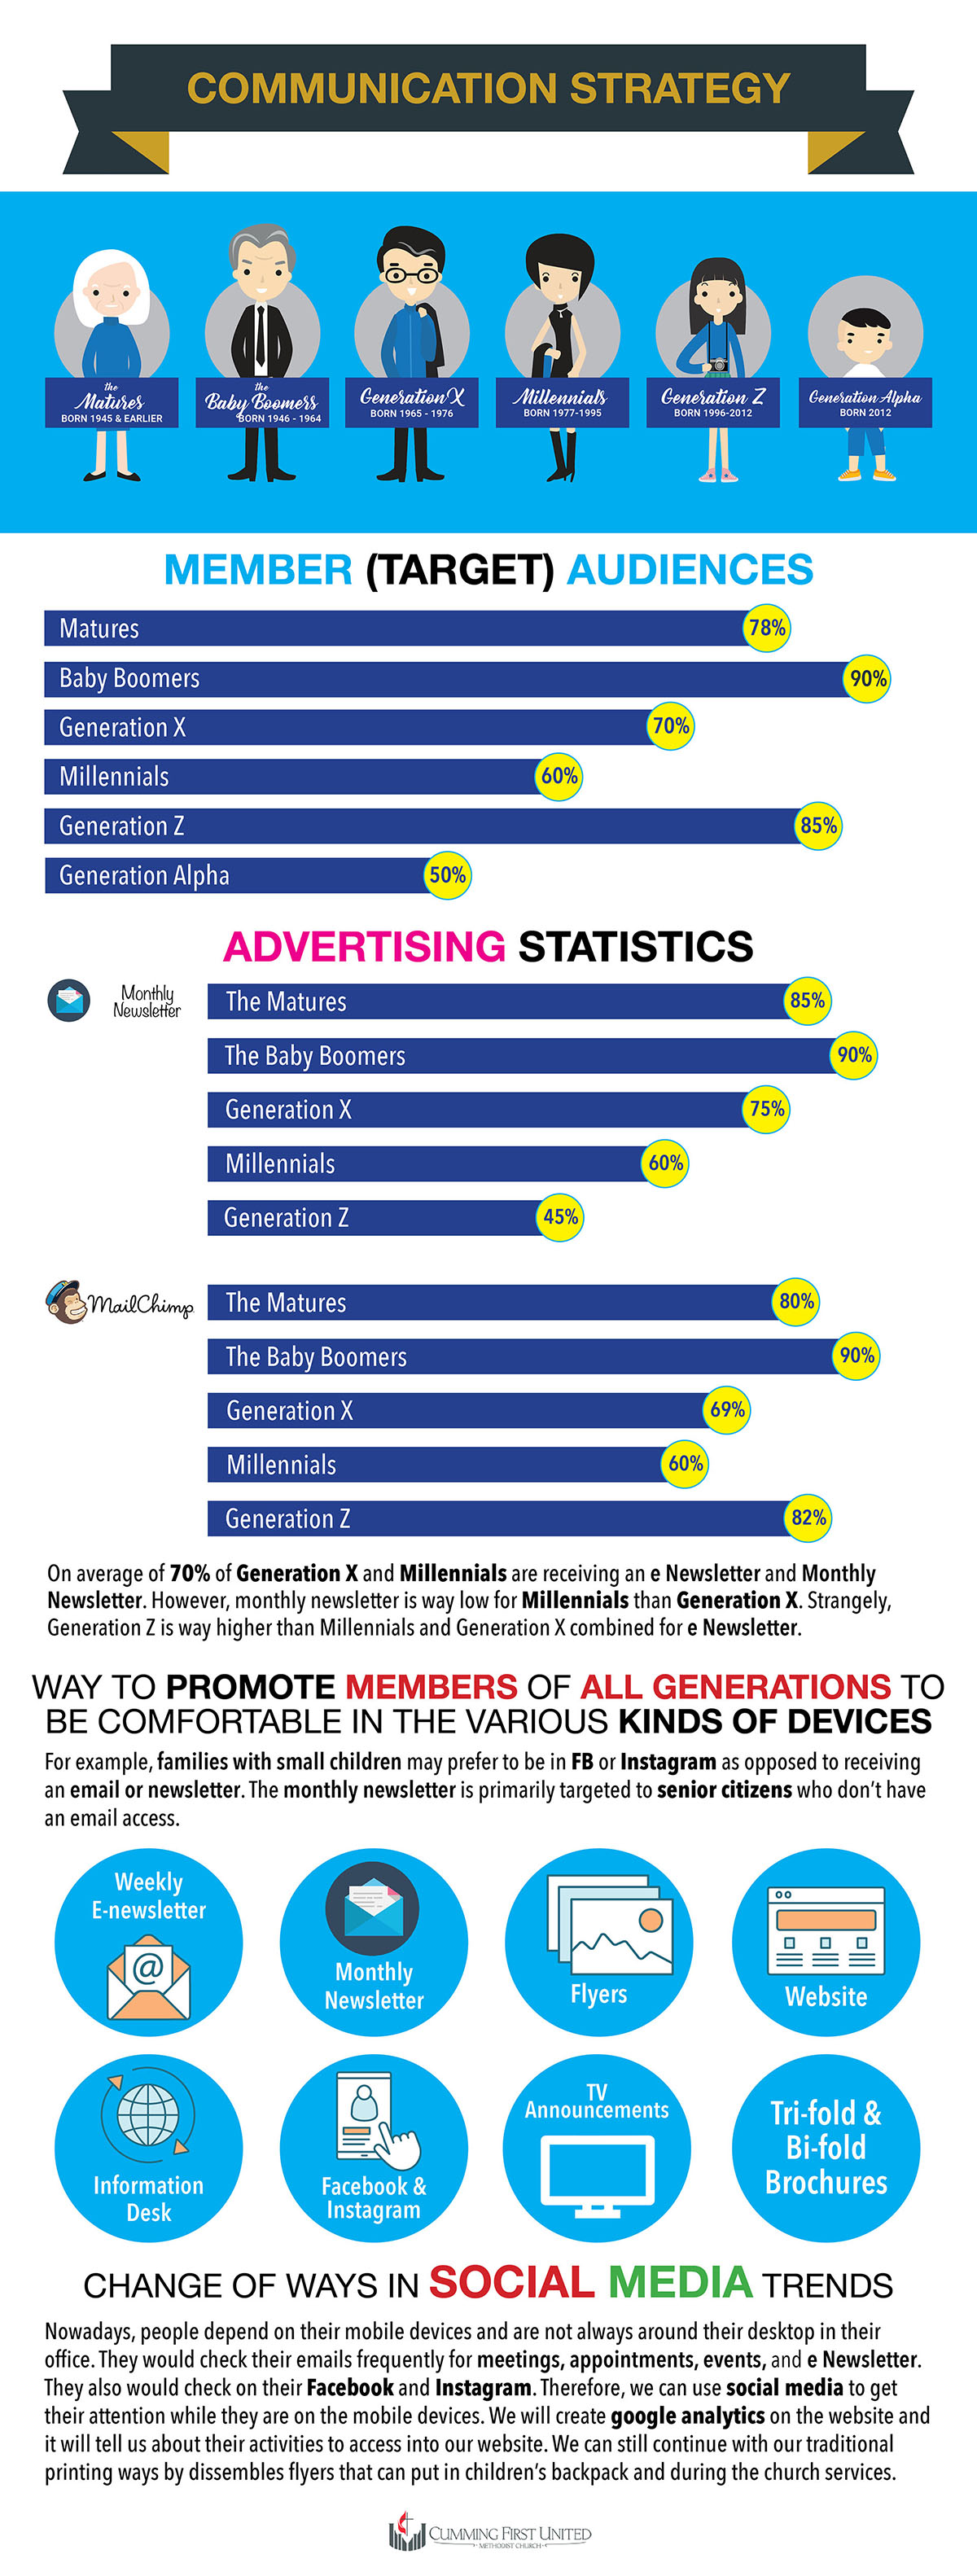 COMMUNICATION STRATEGY
the
Matures
BORN 1945 & EARLIER
the
Baby Boomers
BORN 1946 - 1964
Generation X
BORN 1965 - 1976
Millennials
BORN 1977-1995
Generation Z
BORN 1996-2012
Generation Alpha
BORN 2012
MEMBER (TARGET) AUDIENCES
Matures 78%
Baby Boomers 90%
Generation X 70%
Millennials 60%
Generation Z 85%
Generation Alpha 50%
ADVERTISING STATISTICS
Monthly
Newsletter
The Matures 85%
The Baby Boomers 90%
Generation X 75%
Millennials 60%
Generation Z 45%
MailChimp
The Matures 80%
The Baby Boomers 90%
Generation X 69%
Millennials 60%
Generation Z 82%
On average of 70% of Generation X and Millennials are receiving an e Newsletter and Monthly
Newsletter. However, monthly newsletter is way low for Millennials than Generation X. Strangely,
Generation Z is way higher than Millennials and Generation X combined for e Newsletter.
WAY TO PROMOTE MEMBERS OF ALL GENERATIONS TO
BE COMFORTABLE IN THE VARIOUS KINDS OF DEVICES
For example, families with small children may prefer to be in FB or Instagram as opposed to receiving
an email or newsletter. The monthly newsletter is primarily targeted to senior citizens who don't have
an email access.
Weekly
E-newsletter
@
Monthly
Newsletter
Flyers
Website
Information
Desk
Facebook &
Instagram
TV
Announcements
Tri-fold &
Bi-fold
Brochures
CHANGE OF WAYS IN SOCIAL MEDIA TRENDS
Nowadays, people depend on their mobile devices and are not always around their desktop in their
office. They would check their emails frequently for meetings, appointments, events, and e Newsletter.
They also would check on their Facebook and Instagram. Therefore, we can use social media to get
their attention while they are on the mobile devices. We will create google analytics on the website and
it will tell us about their activities to access into our website. We can still continue with our traditional
printing ways by dissembles flyers that can put in children's backpack and during the church services.
CUMMING FIRST UNITED
METHODIST CHURCH